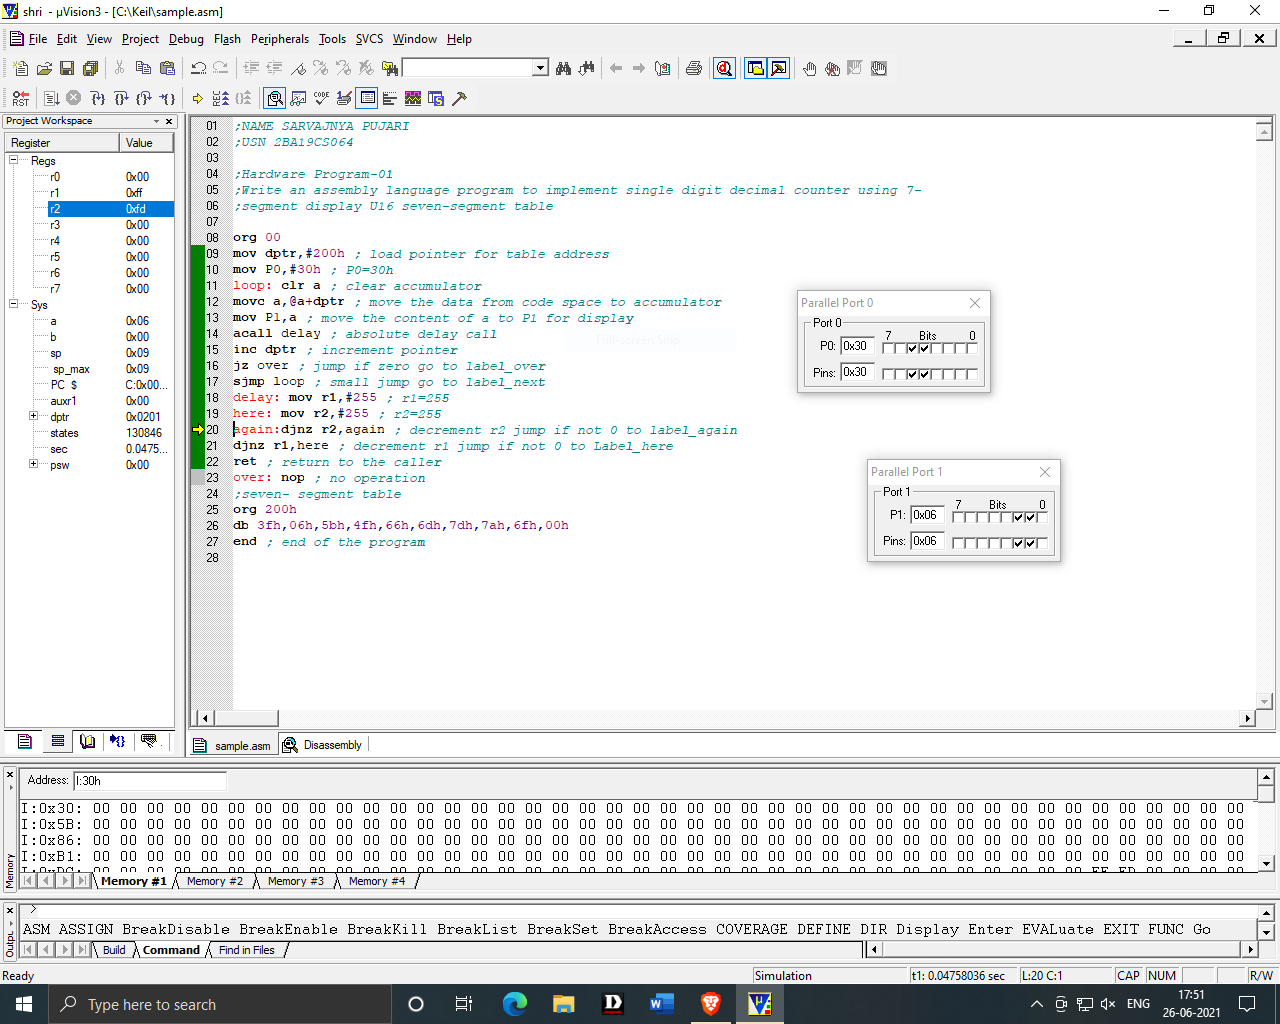 shri - µVision3 - [C:\Keil\sample.asm]
File Edit View Project Debug Flash Peripherals Tools SVCS Window Help
Project Workspace
Register Value
Regs
r0 0x00
r1 0xff
r2 0xfd
r3 0x00
r4 0x00
r5 0x00
r6 0x00
r7 0x00
Sys
a 0x06
b 0x00
sp 0x09
sp_max 0x09
PC $ C:0x00...
auxr1 0x00
dptr 0x0201
states 130846
sec 0.0475...
psw 0x00
01 ;NAME SARVAJNYA PUJARI
02 ;USN 2BA19CS064
03
04 ;Hardware Program-01
05 ;Write an assembly language program to implement single digit decimal counter using 7-
06 ;segment display U16 seven-segment table
07
08 org 00
09 mov dptr,#200h ; load pointer for table address
10 mov P0,#30h ; P0=30h
11 loop: clr a ; clear accumulator
12 movc a,@a+dptr ; move the data from code space to accumulator
13 mov P1,a ; move the content of a to P1 for display
14 acall delay ; absolute delay call
15 inc dptr ; increment pointer
16 jz over ; jump if zero go to label_over
17 sjmp loop ; small jump go to label_next
18 delay: mov r1,#255 ; r1=255
19 here: mov r2,#255 ; r2=255
20 again:djnz r2,again ; decrement r2 jump if not 0 to label_again
21 djnz r1,here ; decrement r1 jump if not 0 to Label_here
22 ret ; return to the caller
23 over: nop ; no operation
24 ;seven- segment table
25 org 200h
26 db 3fh,06h,5bh,4fh,66h,6dh,7dh,7ah,6fh,00h
27 end ; end of the program
28
Full-screen Snip
Parallel Port 0
Port 0
7 Bits 0
P0: 0x30
Pins: 0x30
Parallel Port 1
Port 1
7 Bits 0
P1: 0x06
Pins: 0x06
sample.asm Disassembly
Address: I:30h
I:0x30: 00 00 00 00 00 00 00 00 00 00 00 00 00 00 00 00 00 00 00 00 00 00 00 00 00 00 00 00 00 00 00 00 00 00 00 00 00 00 00 00 00 00 00
I:0x5B: 00 00 00 00 00 00 00 00 00 00 00 00 00 00 00 00 00 00 00 00 00 00 00 00 00 00 00 00 00 00 00 00 00 00 00 00 00 00 00 00 00 00 00
I:0x86: 00 00 00 00 00 00 00 00 00 00 00 00 00 00 00 00 00 00 00 00 00 00 00 00 00 00 00 00 00 00 00 00 00 00 00 00 00 00 00 00 00 00 00
I:0xB1: 00 00 00 00 00 00 00 00 00 00 00 00 00 00 00 00 00 00 00 00 00 00 00 00 00 00 00 00 00 00 00 00 00 00 00 00 00 00 00 00 00 00 00
Memory
Memory #1 Memory #2 Memory #3 Memory #4
>
ASM ASSIGN BreakDisable BreakEnable BreakKill BreakList BreakSet BreakAccess COVERAGE DEFINE DIR Display Enter EVALuate EXIT FUNC Go
Build Command Find in Files
Ready Simulation t1: 0.04758036 sec L:20 C:1 CAP NUM R/W
Type here to search
ENG
17:51
26-06-2021